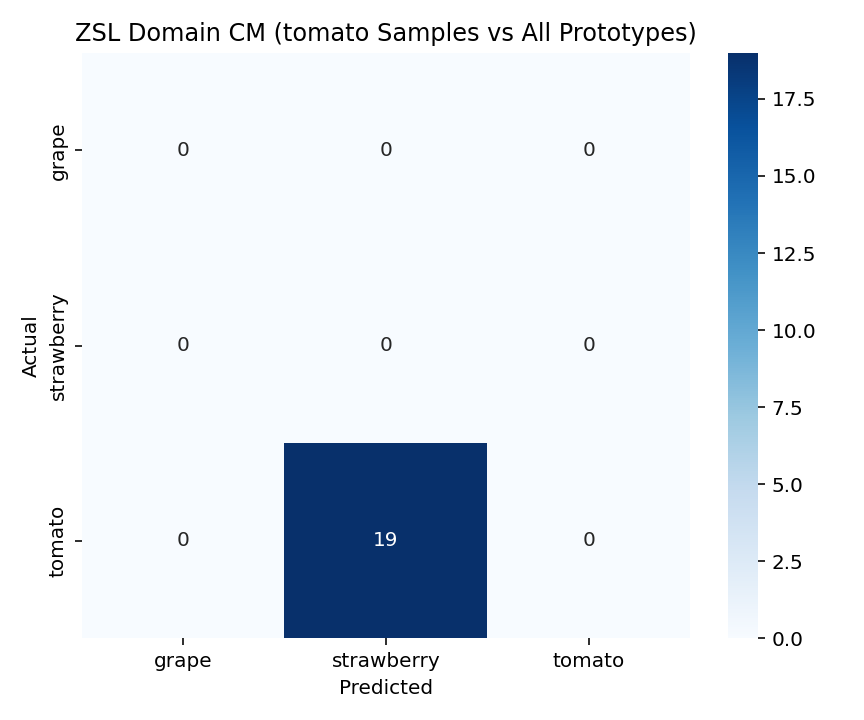 ZSL Domain CM (tomato Samples vs All Prototypes)
Actual
grape
0 0 0
strawberry
0 0 0
tomato
0 19 0
grape strawberry tomato
Predicted
17.5
15.0
12.5
10.0
7.5
5.0
2.5
0.0